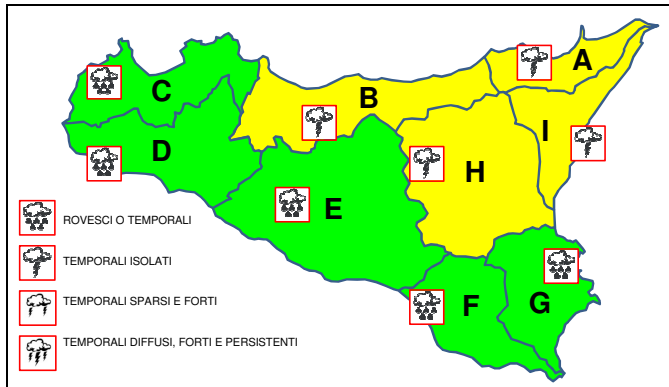 A
B
C
I
D
H
E
F
G
ROVESCI O TEMPORALI
TEMPORALI ISOLATI
TEMPORALI SPARSI E FORTI
TEMPORALI DIFFUSI, FORTI E PERSISTENTI